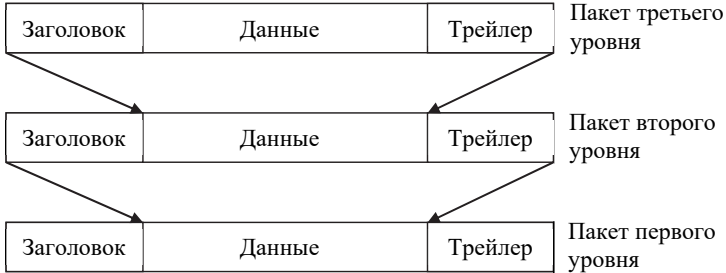 Заголовок Данные Трейлер Пакет третьего
уровня
Заголовок Данные Трейлер Пакет второго
уровня
Заголовок Данные Трейлер Пакет первого
уровня